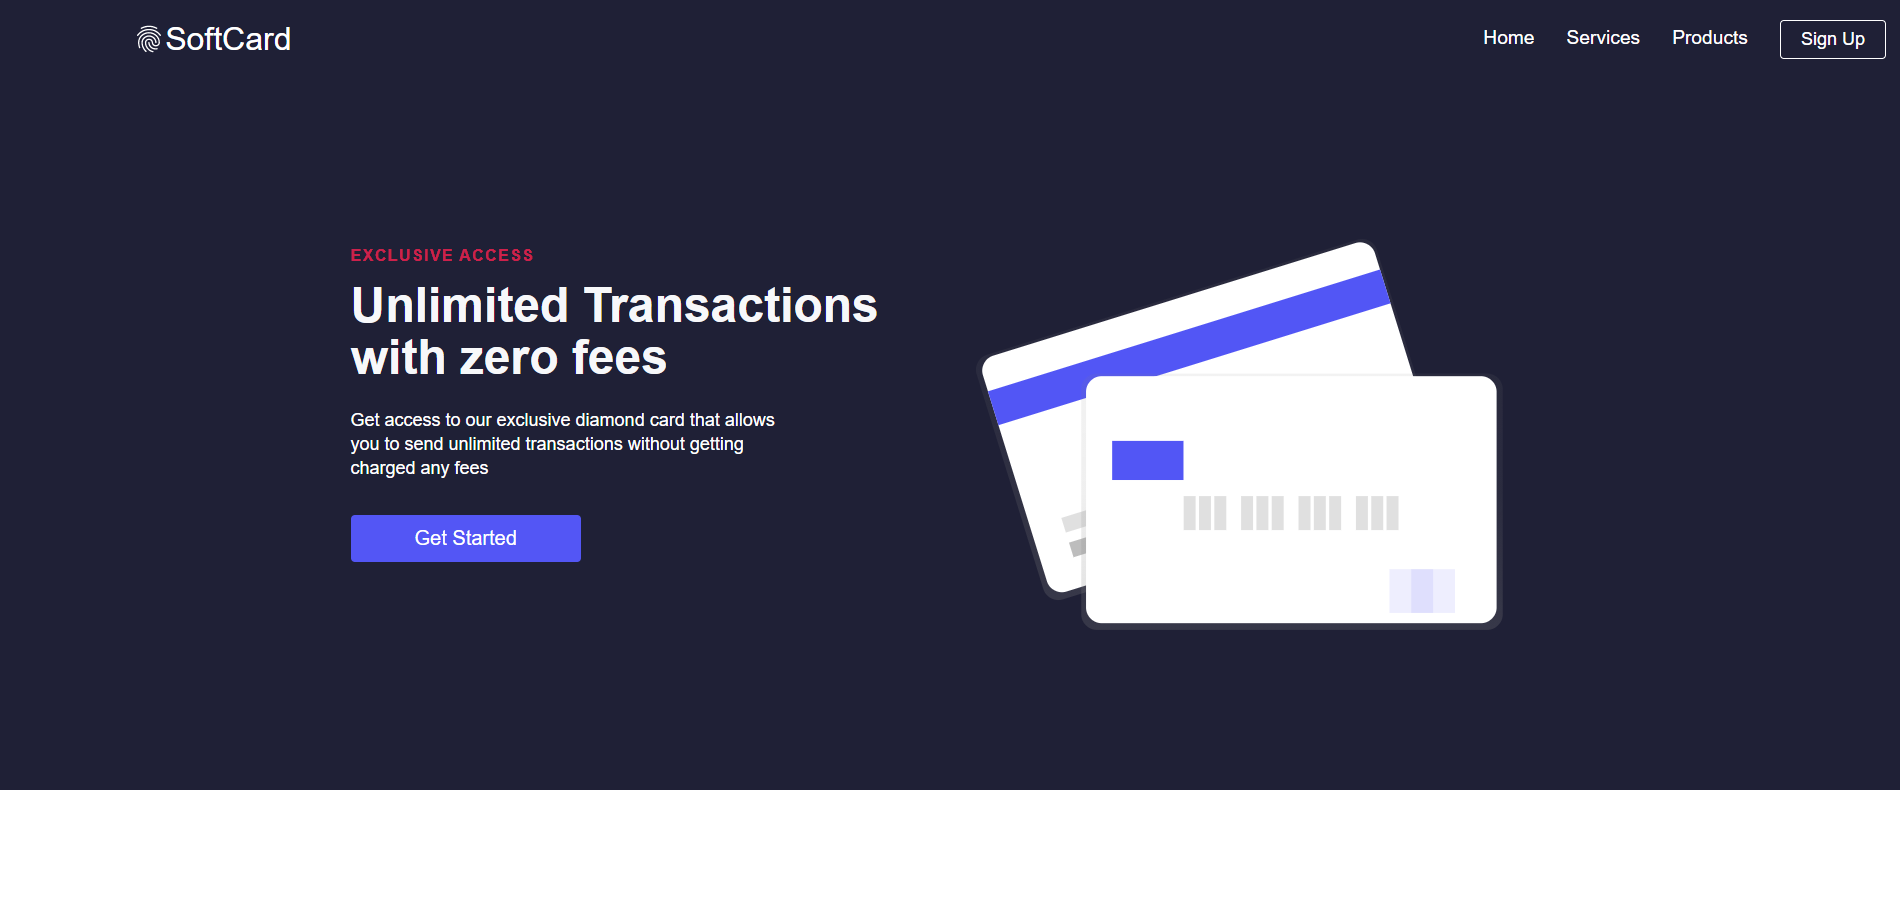 SoftCard
Home Services Products Sign Up
EXCLUSIVE ACCESS
Unlimited Transactions
with zero fees
Get access to our exclusive diamond card that allows
you to send unlimited transactions without getting
charged any fees
Get Started